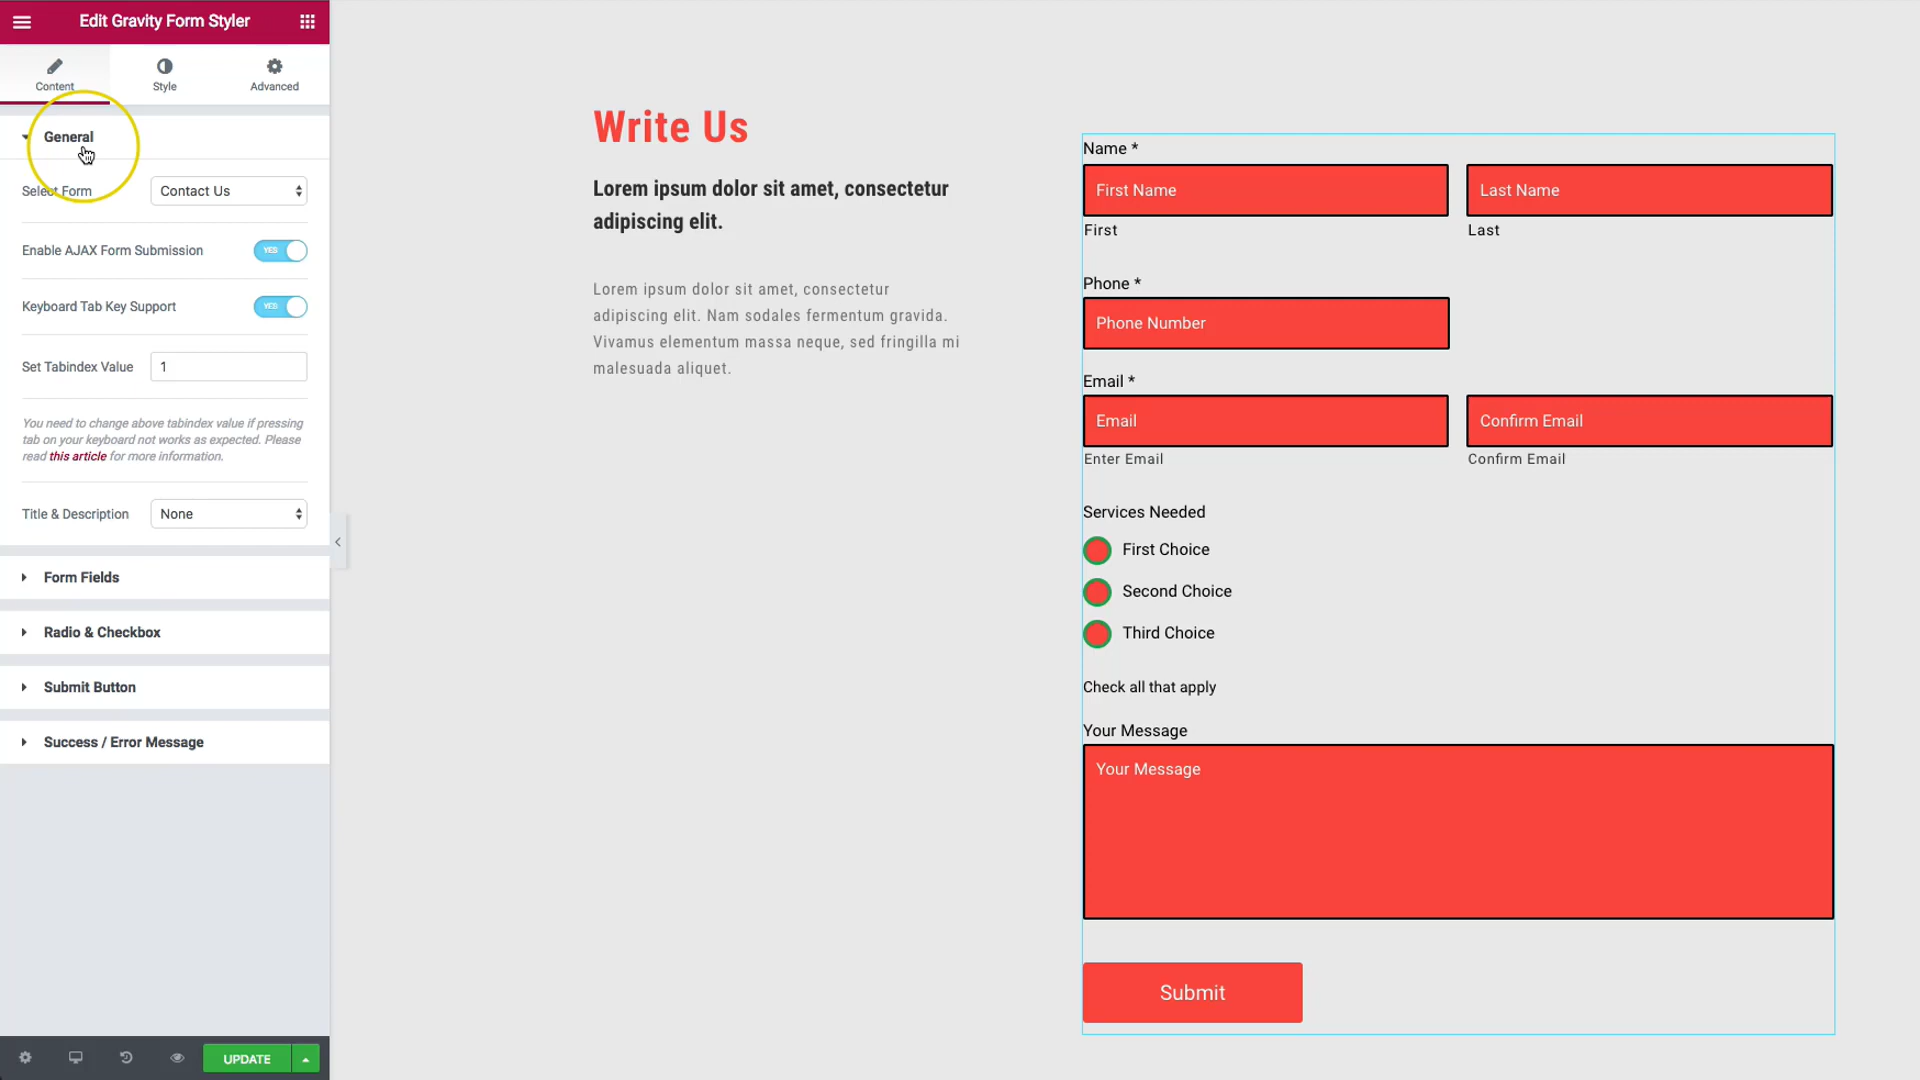 Edit Gravity Form Styler
Content
Style
Advanced
General
Select Form
Contact Us
Enable AJAX Form Submission
YES
Keyboard Tab Key Support
YES
Set Tabindex Value
1
You need to change above tabindex value if pressing
tab on your keyboard not works as expected. Please
read this article for more information.
Title & Description
None
Form Fields
Radio & Checkbox
Submit Button
Success / Error Message
UPDATE
Write Us
Lorem ipsum dolor sit amet, consectetur
adipiscing elit.
Lorem ipsum dolor sit amet, consectetur
adipiscing elit. Nam sodales fermentum gravida.
Vivamus elementum massa neque, sed fringilla mi
malesuada aliquet.
Name *
First Name
Last Name
First
Last
Phone *
Phone Number
Email *
Email
Confirm Email
Enter Email
Confirm Email
Services Needed
First Choice
Second Choice
Third Choice
Check all that apply
Your Message
Your Message
Submit